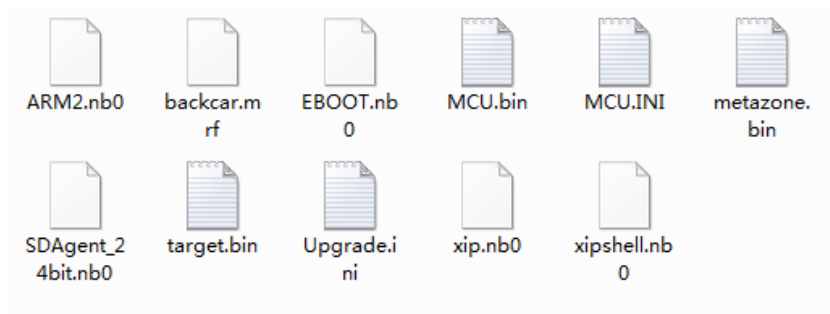 ARM2.nb0
backcar.m
rf
EBOOT.nb
0
MCU.bin
MCU.INI
metazone.
bin
SDAgent_2
4bit.nb0
target.bin
Upgrade.i
ni
xip.nb0
xipshell.nb
0